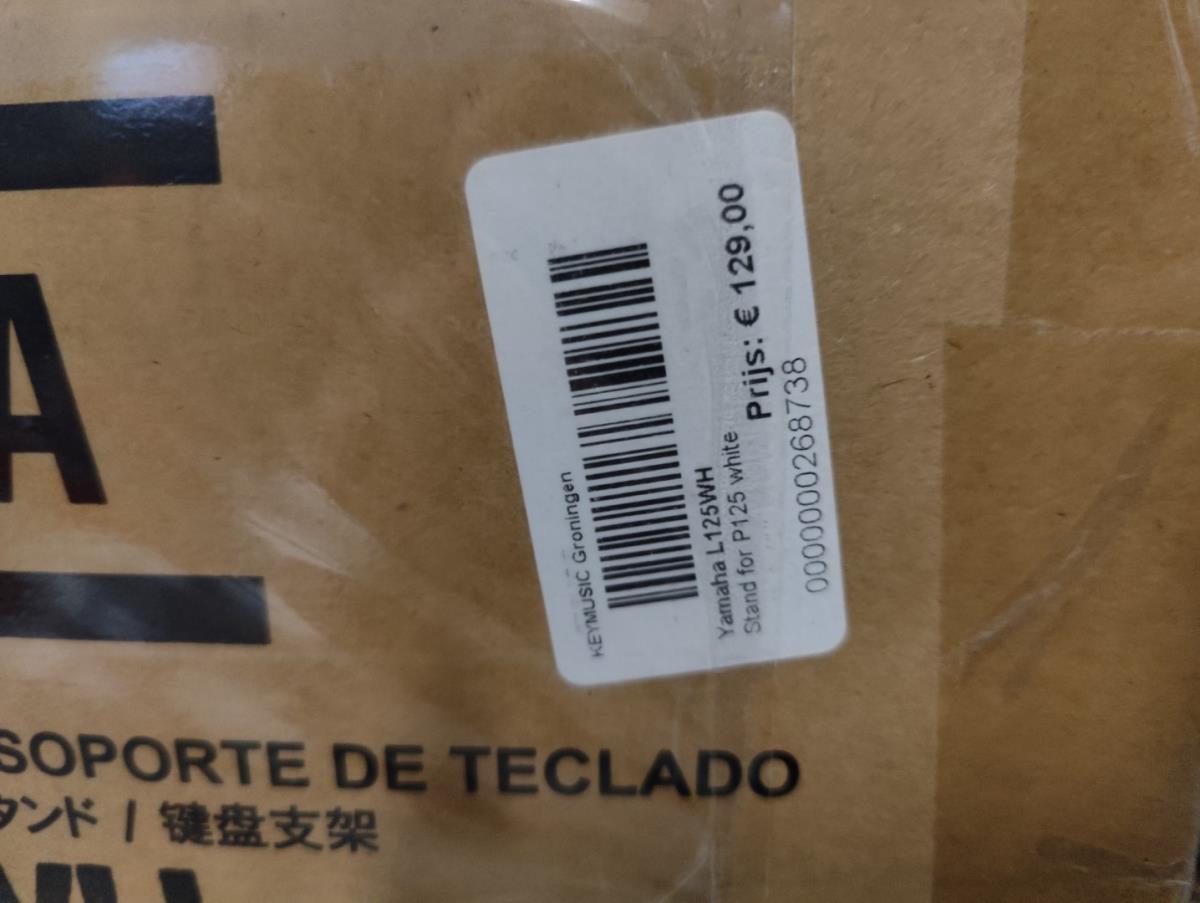 A
KEYMUSIC Groningen
Yamaha L125WH
Stand for P125 white
Prijs: € 129,00
0000000268738
SOPORTE DE TECLADO
タンド / 键盘支架